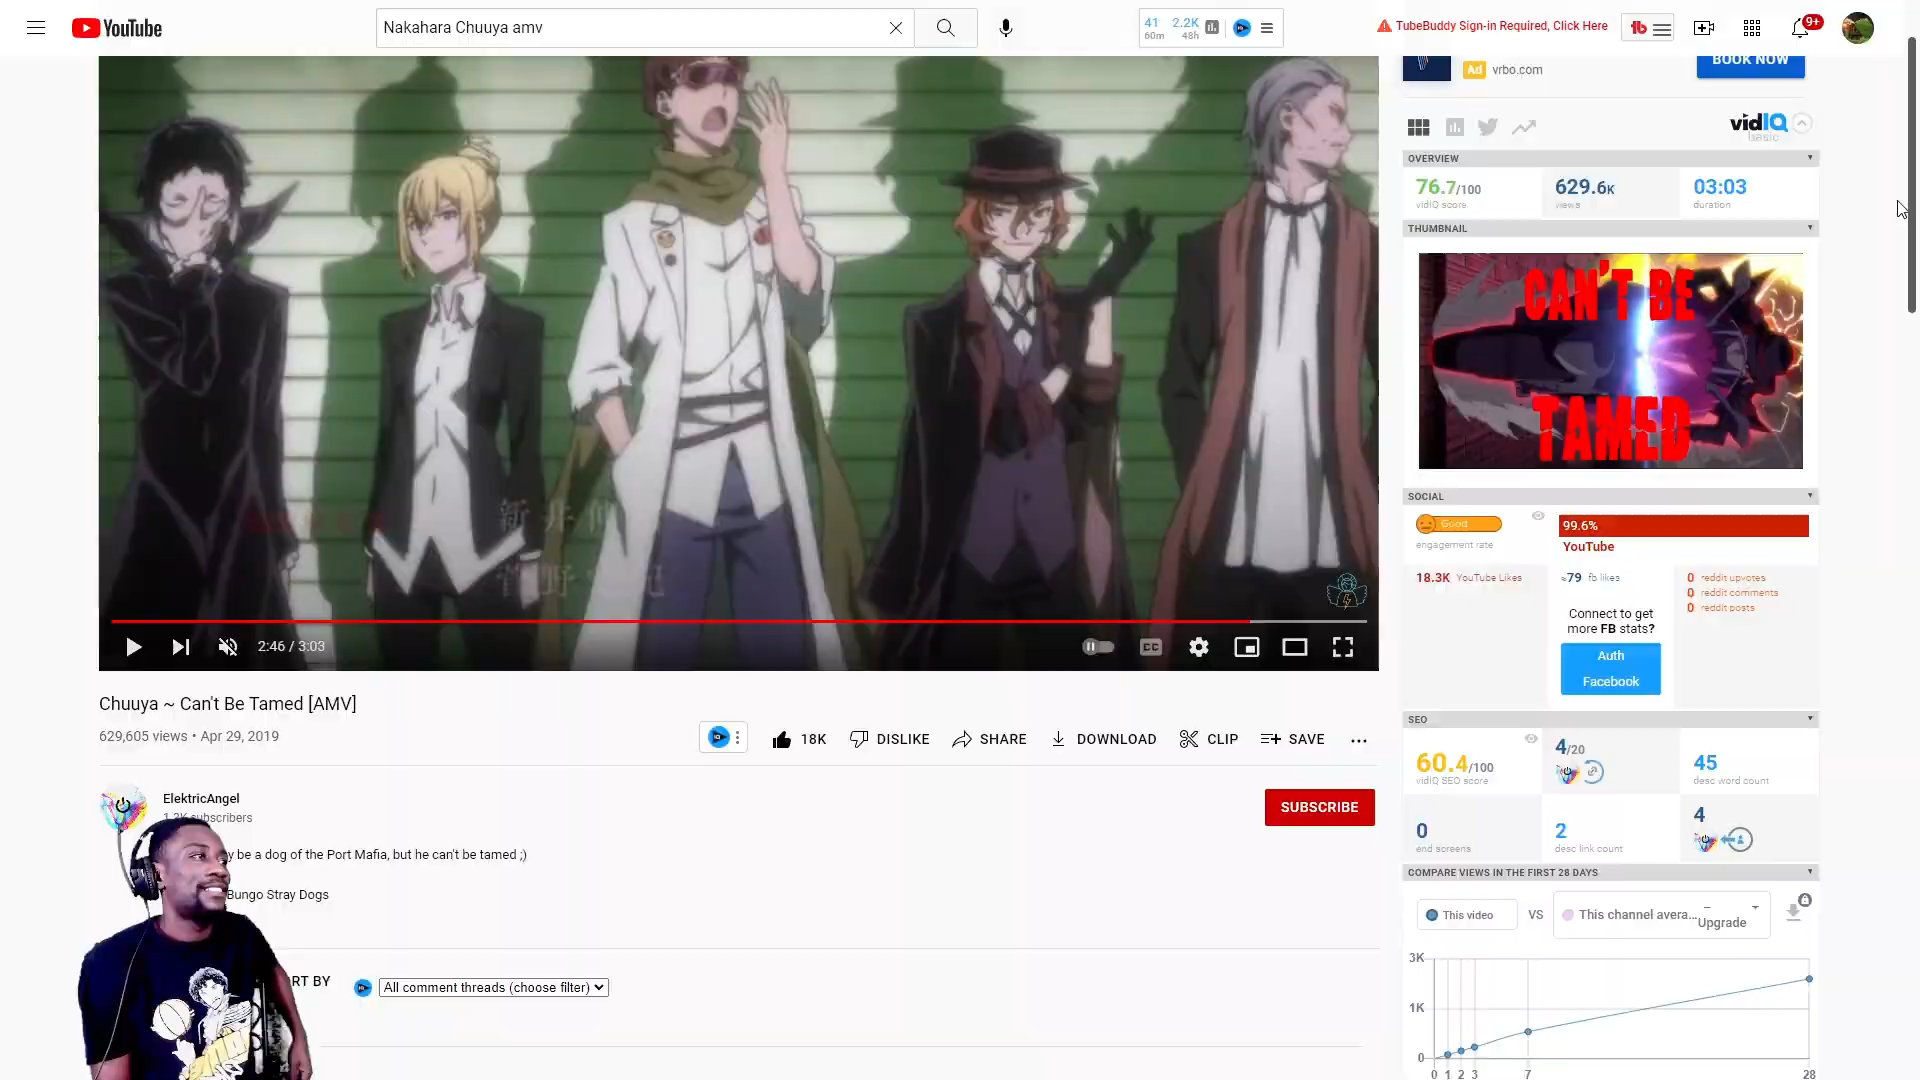 YouTube
Nakahara Chuuya amv
41
60m
2.2K
48h
TubeBuddy Sign-in Required, Click Here
tb
9+
Ad
vrbo.com
BOOK NOW
vidIQ
basic
OVERVIEW
76.7/100
vidIQ score
629.6K
views
03:03
duration
THUMBNAIL
CAN'T BE
TAMED
SOCIAL
Good
engagement rate
99.6%
YouTube
18.3K YouTube Likes
≈79 fb likes
Connect to get
more FB stats?
Auth
Facebook
0 reddit upvotes
0 reddit comments
0 reddit posts
新井伸
2:46 / 3:03
CC
Chuuya ~ Can't Be Tamed [AMV]
629,605 views • Apr 29, 2019
18K
DISLIKE
SHARE
DOWNLOAD
CLIP
SAVE
ElektricAngel
subscribers
SUBSCRIBE
y be a dog of the Port Mafia, but he can't be tamed ;)
Bungo Stray Dogs
RT BY
All comment threads (choose filter)
SEO
60.4/100
vidIQ SEO score
4/20
45
desc word count
0
end screens
2
desc link count
4
COMPARE VIEWS IN THE FIRST 28 DAYS
This video
VS
This channel avera...
Upgrade
3K
1K
0
0 1 2 3 7 28